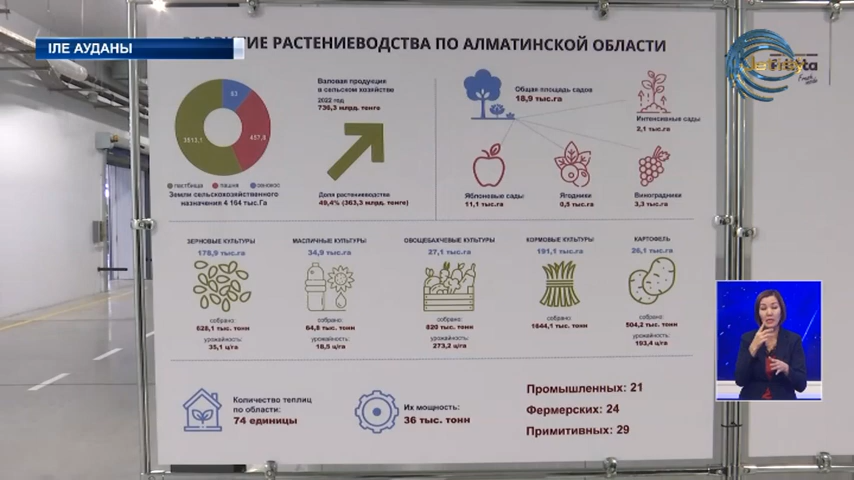 ІЛЕ АУДАНЫ
РАСТЕНИЕВОДСТВА ПО АЛМАТИНСКОЙ ОБЛАСТИ
83
3513,1
457,8
пастбища пашня сенокос
Земли сельскохозяйственного
назначения 4 164 тыс.Га
Валовая продукция
в сельском хозяйстве
2022 год
736,3 млрд. тенге
Доля растениеводства
49,4% (363,3 млрд. тенге)
Общая площадь садов
18,9 тыс.га
Интенсивные сады
2,1 тыс.га
Яблоневые сады:
11,1 тыс.га
Ягодники
0,5 тыс.га
Виноградники
3,3 тыс.га
ЗЕРНОВЫЕ КУЛЬТУРЫ
178,9 тыс.га
собрано:
628,1 тыс. тонн
урожайность:
35,1 ц/га
МАСЛИЧНЫЕ КУЛЬТУРЫ
34,9 тыс.га
собрано:
64,8 тыс. тонн
урожайность:
18,5 ц/га
ОВОЩЕБАХЧЕВЫЕ КУЛЬТУРЫ
27,1 тыс.га
собрано:
820 тыс. тонн
урожайность:
273,2 ц/га
КОРМОВЫЕ КУЛЬТУРЫ
191,1 тыс.га
собрано:
1644,1 тыс. тонн
КАРТОФЕЛЬ
26,1 тыс.га
собрано:
504,2 тыс. тонн
урожайность:
193,4 ц/га
Количество теплиц
по области:
74 единицы
Их мощность:
36 тыс. тонн
Промышленных: 21
Фермерских: 24
Примитивных: 29